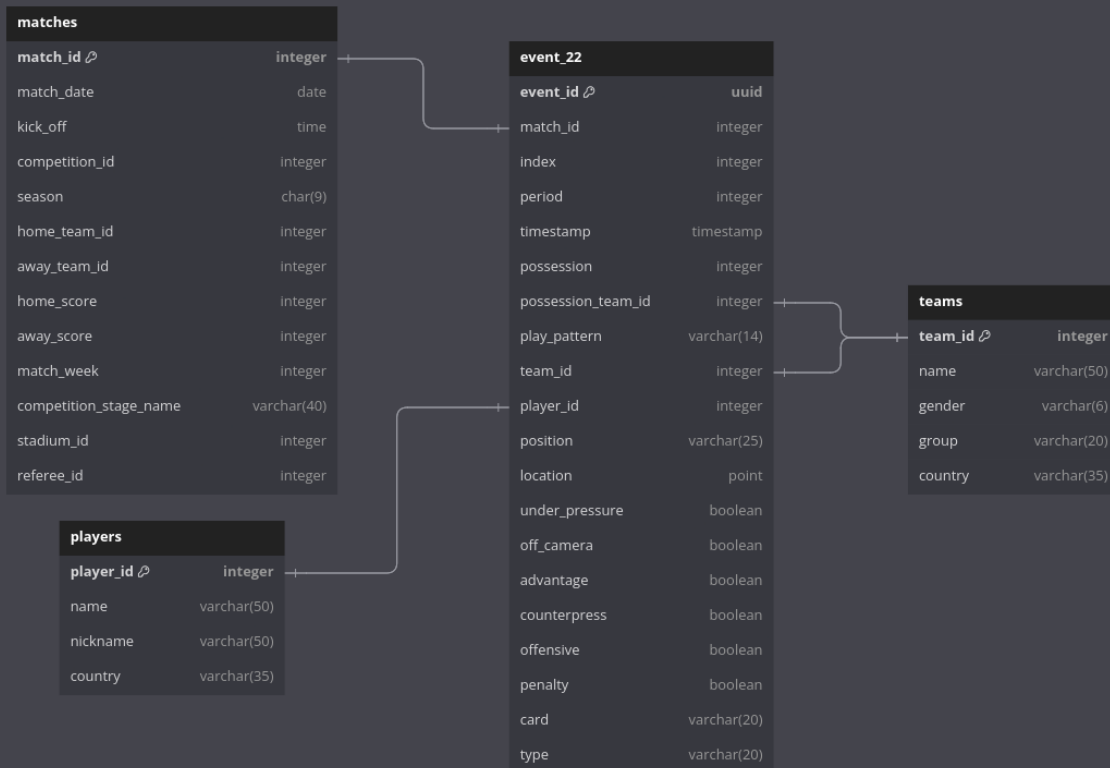 matches
match_id integer
match_date date
kick_off time
competition_id integer
season char(9)
home_team_id integer
away_team_id integer
home_score integer
away_score integer
match_week integer
competition_stage_name varchar(40)
stadium_id integer
referee_id integer
players
player_id integer
name varchar(50)
nickname varchar(50)
country varchar(35)
event_22
event_id uuid
match_id integer
index integer
period integer
timestamp timestamp
possession integer
possession_team_id integer
play_pattern varchar(14)
team_id integer
player_id integer
position varchar(25)
location point
under_pressure boolean
off_camera boolean
advantage boolean
counterpress boolean
offensive boolean
penalty boolean
card varchar(20)
type varchar(20)
teams
team_id integer
name varchar(50)
gender varchar(6)
group varchar(20)
country varchar(35)